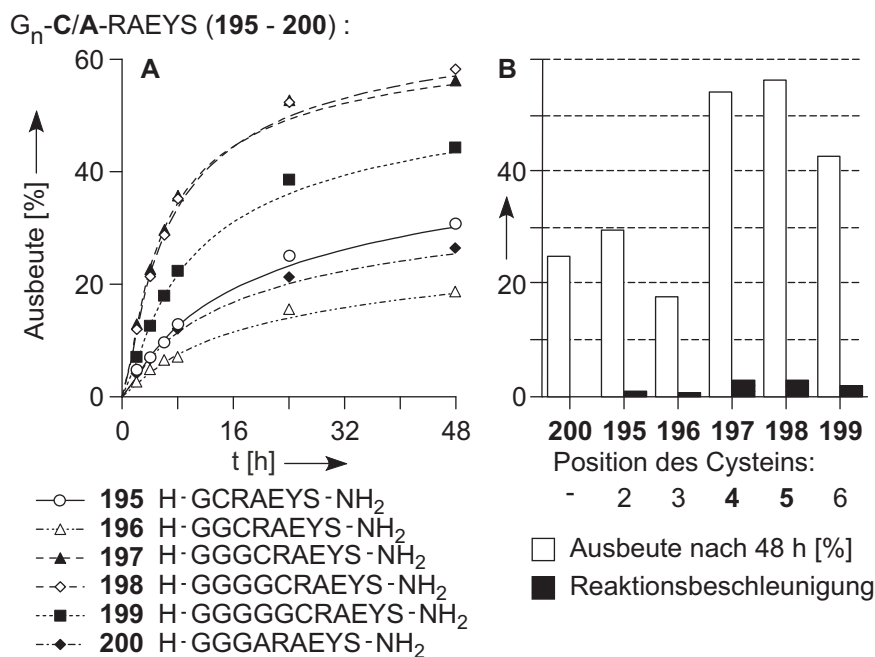 Gn-C/A-RAEYS (195 - 200) :
A
B
Ausbeute [%]
60
40
20
0
0 16 32 48
t [h]
40
20
0
200 195 196 197 198 199
Position des Cysteins:
- 2 3 4 5 6
195 H-GCRAEYS-NH2
196 H-GGCRAEYS-NH2
197 H-GGGCRAEYS-NH2
198 H-GGGGCRAEYS-NH2
199 H-GGGGGCRAEYS-NH2
200 H-GGGARAEYS-NH2
Ausbeute nach 48 h [%]
Reaktionsbeschleunigung